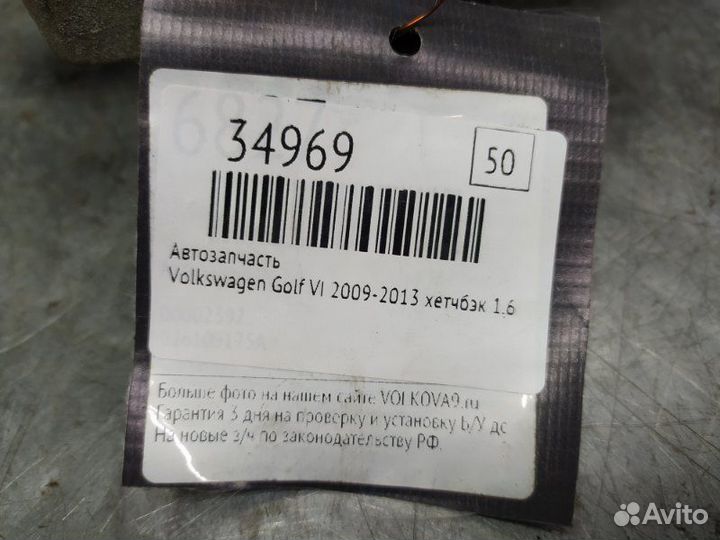 34969
50
Автозапчасть
Volkswagen Golf VI 2009-2013 хетчбэк 1.6
Больше фото на нашем сайте VOLKOVA9.ru
Гарантия 3 дня на проверку и установку Б/У дс
На новые з/ч по законодательству РФ.
Avito